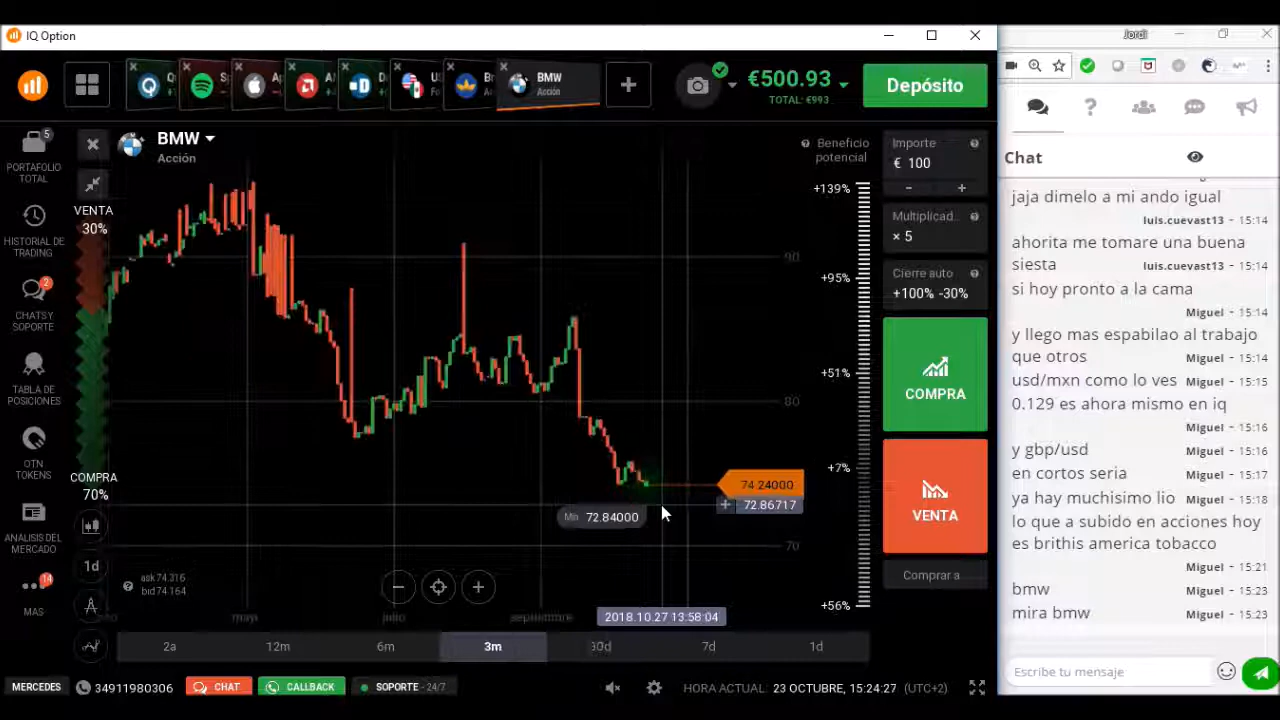 IQ Option
Jordi
BMW
Acción
€500.93
TOTAL: €993
Depósito
PORTAFOLIO
TOTAL
5
BMW
Acción
Beneficio
potencial
Importe
€ 100
HISTORIAL DE
TRADING
VENTA
30%
+139%
+95%
+51%
+7%
+56%
Multiplicad..
× 5
Cierre auto
+100% -30%
90
80
70
CHATS Y
SOPORTE
2
TABLA DE
POSICIONES
OTN
TOKENS
COMPRA
70%
COMPRA
VENTA
Comprar a
74.24000
72.86717
Min 72.84000
ANALISIS DEL
MERCADO
1d
ask 74.316
bid 74.164
14
MAS
mayo
julio
septiembre
2018.10.27 13:58:04
2a
12m
6m
3m
30d
7d
1d
MERCEDES
34911980306
CHAT
CALLBACK
SOPORTE - 24/7
HORA ACTUAL: 23 OCTUBRE, 15:24:27 (UTC+2)
Chat
jaja dimelo a mi ando igual
luis.cuevast13 - 15:14
ahorita me tomare una buena
siesta
luis.cuevast13 - 15:14
si hoy pronto a la cama
Miguel - 15:14
y llego mas espabilao al trabajo
que otros
Miguel - 15:14
usd/mxn como lo ves
Miguel - 15:15
0.129 es ahora mismo en iq
Miguel - 15:16
y gbp/usd
Miguel - 15:16
en cortos seria
Miguel - 15:17
ya hay muchisimo lio
Miguel - 15:18
lo que a subido en acciones hoy
es brithis america tobacco
Miguel - 15:21
bmw
Miguel - 15:23
mira bmw
Miguel - 15:23
Escribe tu mensaje